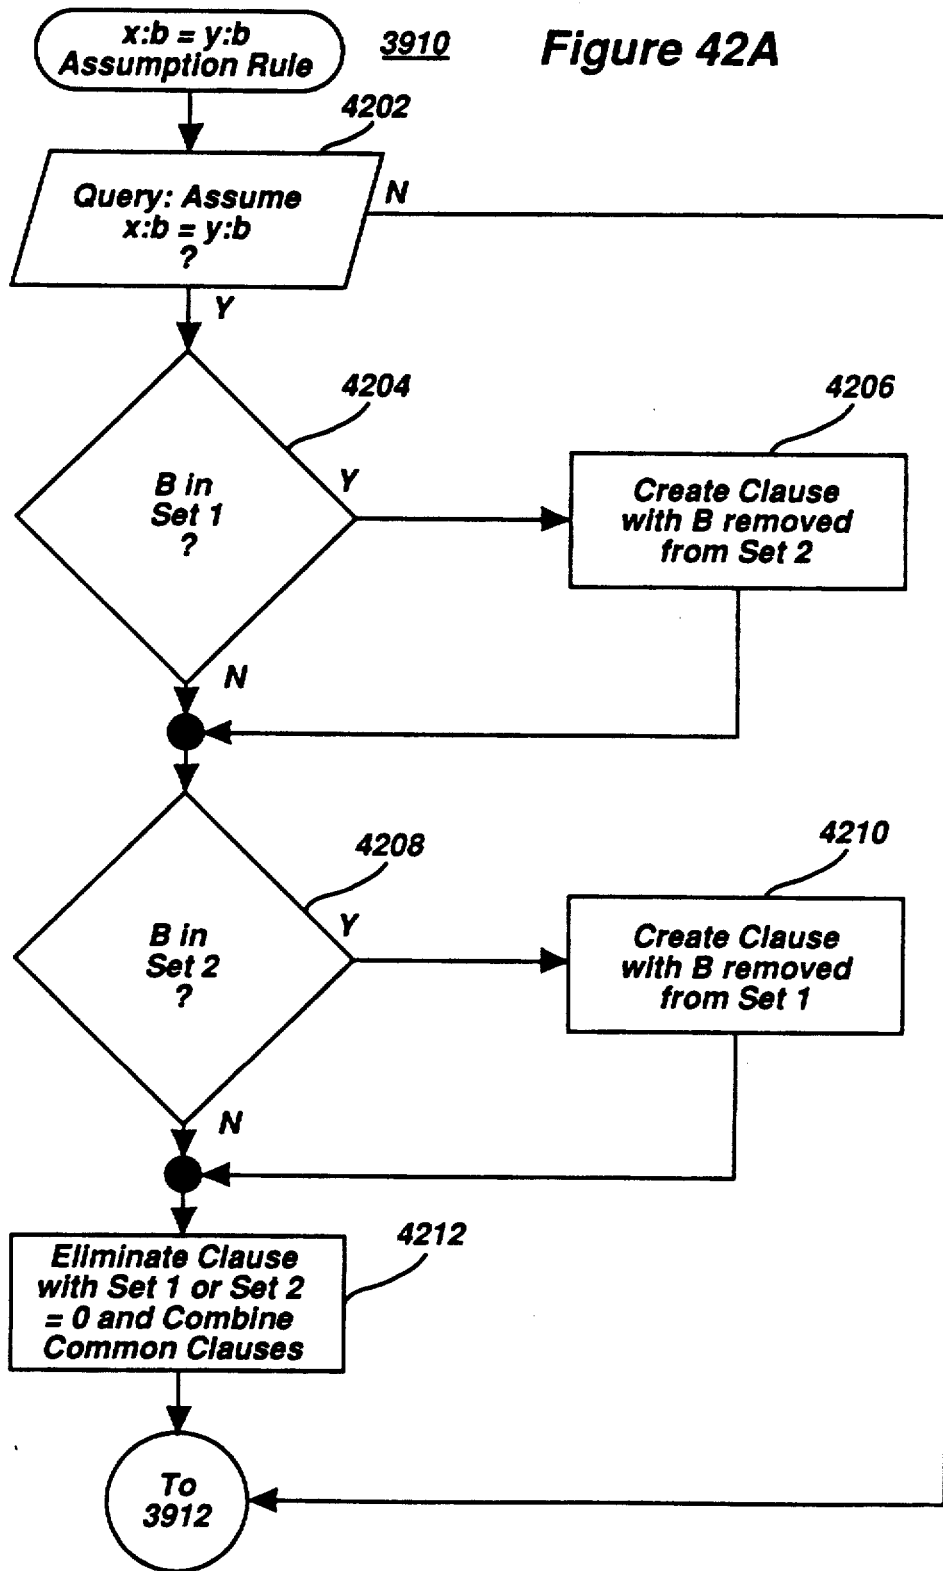 x:b = y:b
Assumption Rule
3910
Figure 42A
4202
Query: Assume
x:b = y:b
?
N
Y
4204
B in
Set 1
?
Y
N
4206
Create Clause
with B removed
from Set 2
4208
B in
Set 2
?
Y
N
4210
Create Clause
with B removed
from Set 1
4212
Eliminate Clause
with Set 1 or Set 2
= 0 and Combine
Common Clauses
To
3912